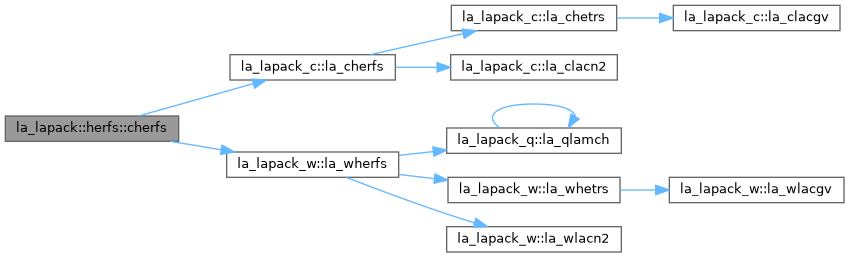 la_lapack_c::la_chetrs
la_lapack_c::la_clacgv
la_lapack_c::la_cherfs
la_lapack_c::la_clacn2
la_lapack::herfs::cherfs
la_lapack_q::la_qlamch
la_lapack_w::la_wherfs
la_lapack_w::la_whetrs
la_lapack_w::la_wlacgv
la_lapack_w::la_wlacn2